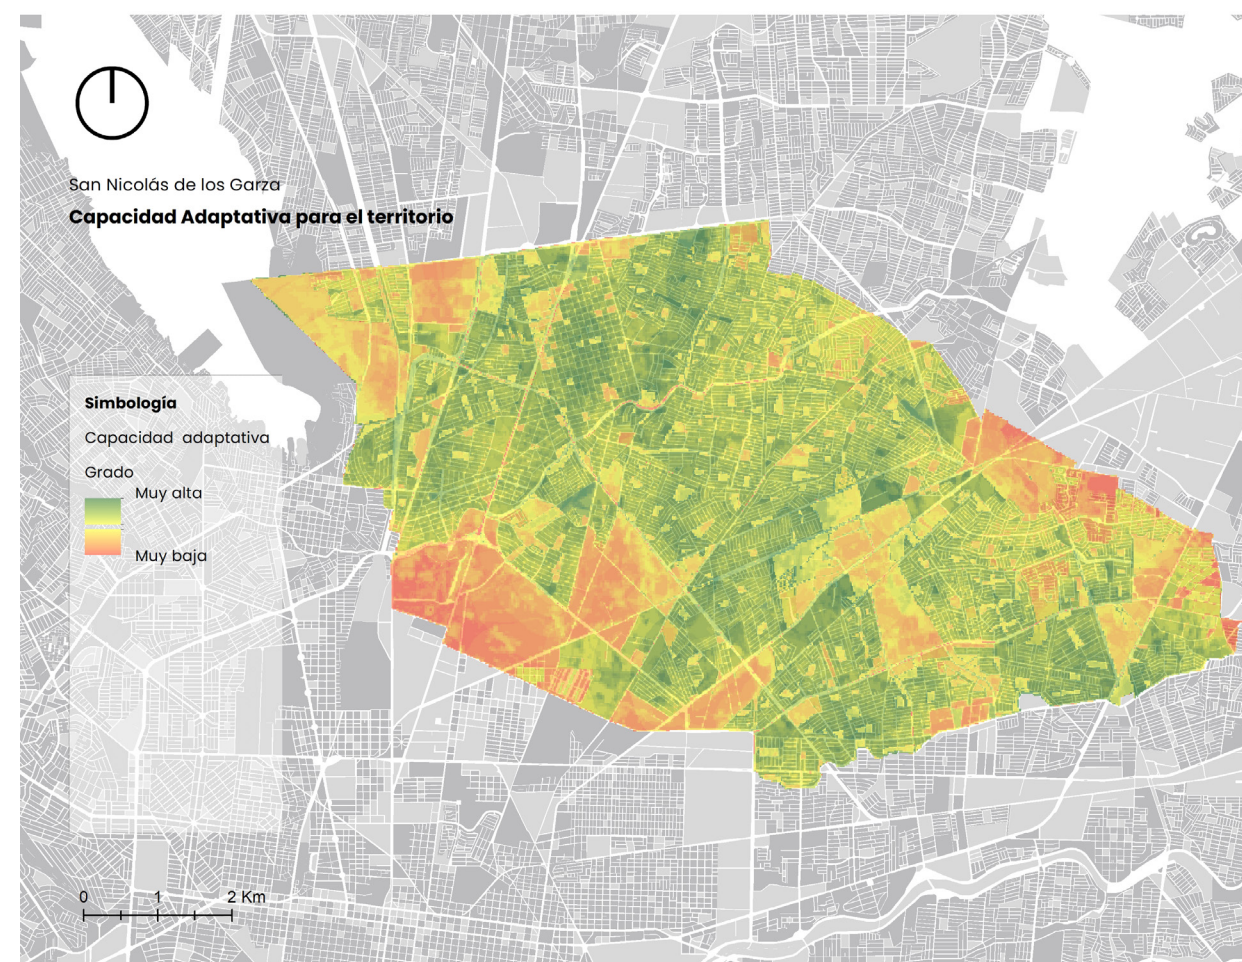 San Nicolás de los Garza
Capacidad Adaptativa para el territorio
Simbología
Capacidad adaptativa
Grado
Muy alta
Muy baja
0 1 2 Km